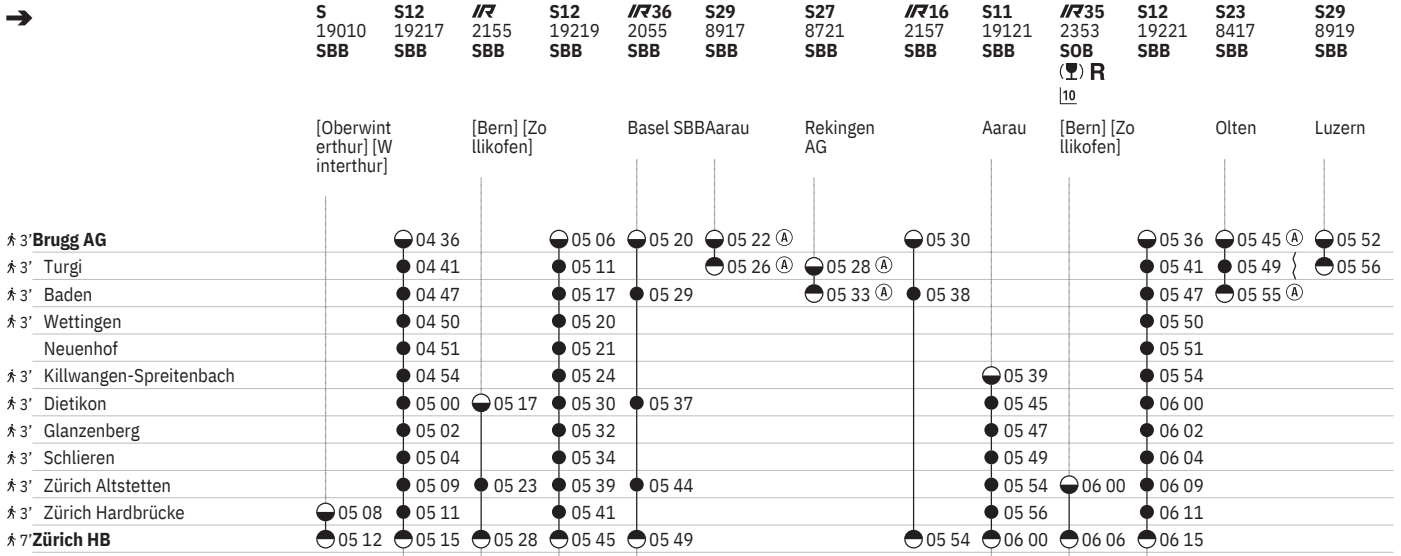 S S12 IR S12 IR36 S29 S27 IR16 S11 IR35 S12 S23 S29
19010 19217 2155 19219 2055 8917 8721 2157 19121 2353 19221 8417 8919
SBB SBB SBB SBB SBB SBB SBB SBB SBB SOB SBB SBB SBB
R
10
[Oberwint [Bern] [Zo Basel SBB Aarau Rekingen Aarau [Bern] [Zo Olten Luzern
erthur] [W llikofen] AG llikofen]
interthur]
3' Brugg AG 04 36 05 06 05 20 05 22 A 05 30 05 36 05 45 A 05 52
3' Turgi 04 41 05 11 05 26 A 05 28 A 05 41 05 49 05 56
3' Baden 04 47 05 17 05 29 05 33 A 05 38 05 47 05 55 A
3' Wettingen 04 50 05 20 05 50
Neuenhof 04 51 05 21 05 51
3' Killwangen-Spreitenbach 04 54 05 24 05 39 05 54
3' Dietikon 05 00 05 17 05 30 05 37 05 45 06 00
3' Glanzenberg 05 02 05 32 05 47 06 02
3' Schlieren 05 04 05 34 05 49 06 04
3' Zürich Altstetten 05 09 05 23 05 39 05 44 05 54 06 00 06 09
3' Zürich Hardbrücke 05 08 05 11 05 41 05 56 06 11
7' Zürich HB 05 12 05 15 05 28 05 45 05 49 05 54 06 00 06 06 06 15